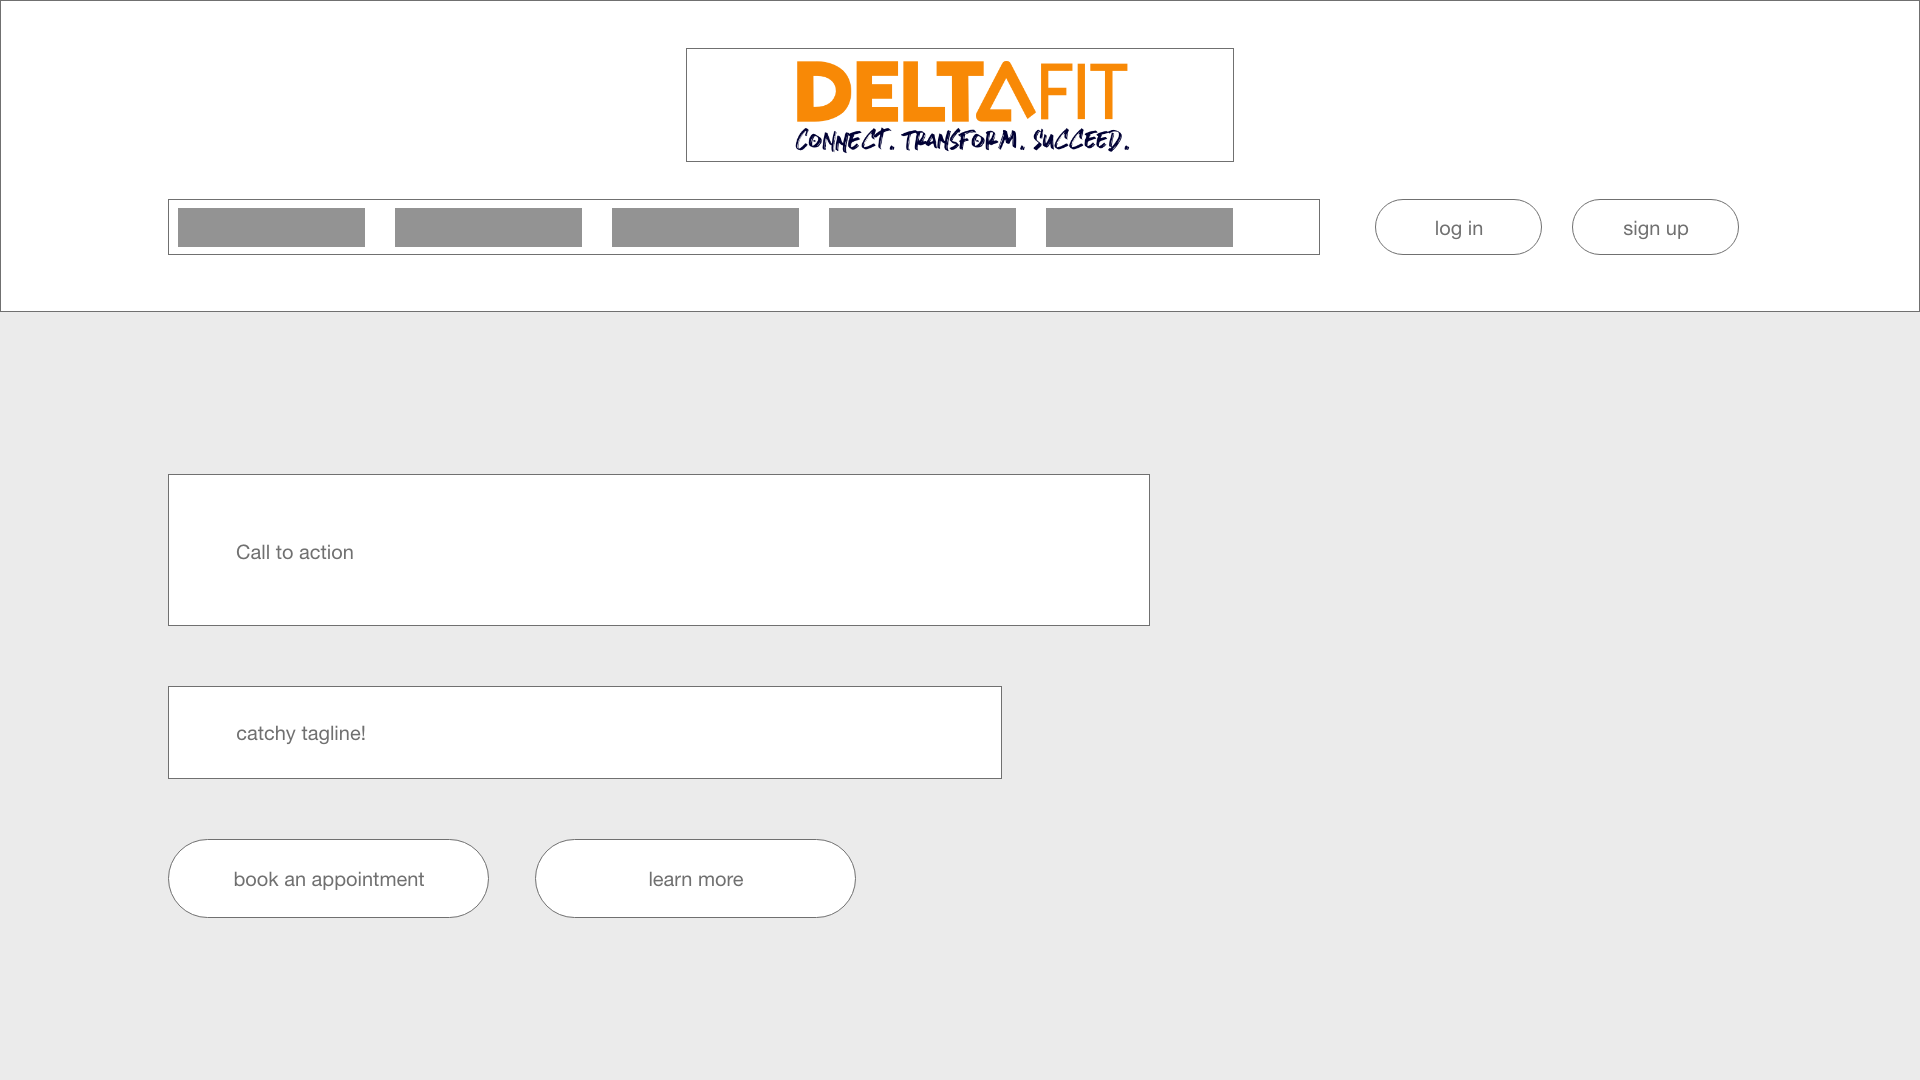 DELTAFIT
CONNECT. TRANSFORM. SUCCEED.
log in
sign up
Call to action
catchy tagline!
book an appointment
learn more